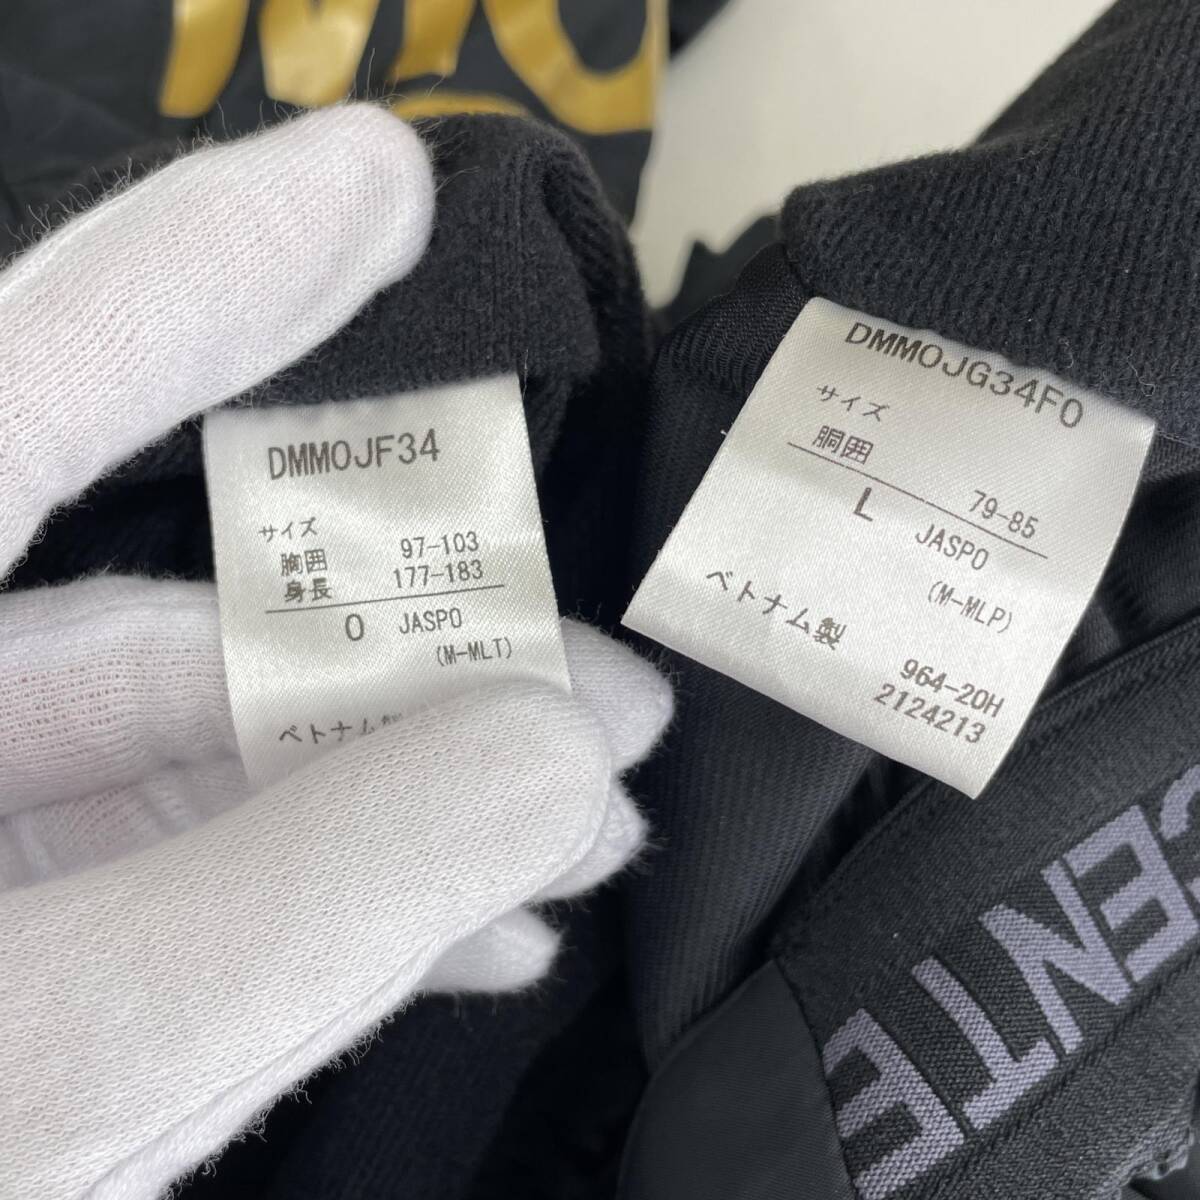 DMMOJF34
サイズ
胸囲 97-103
身長 177-183
O JASPO
(M-MLT)
ベトナム
DMMOJG34F0
サイズ
胴囲 79-85
L JASPO
(M-MLP)
ベトナム製
964-20H
2124213